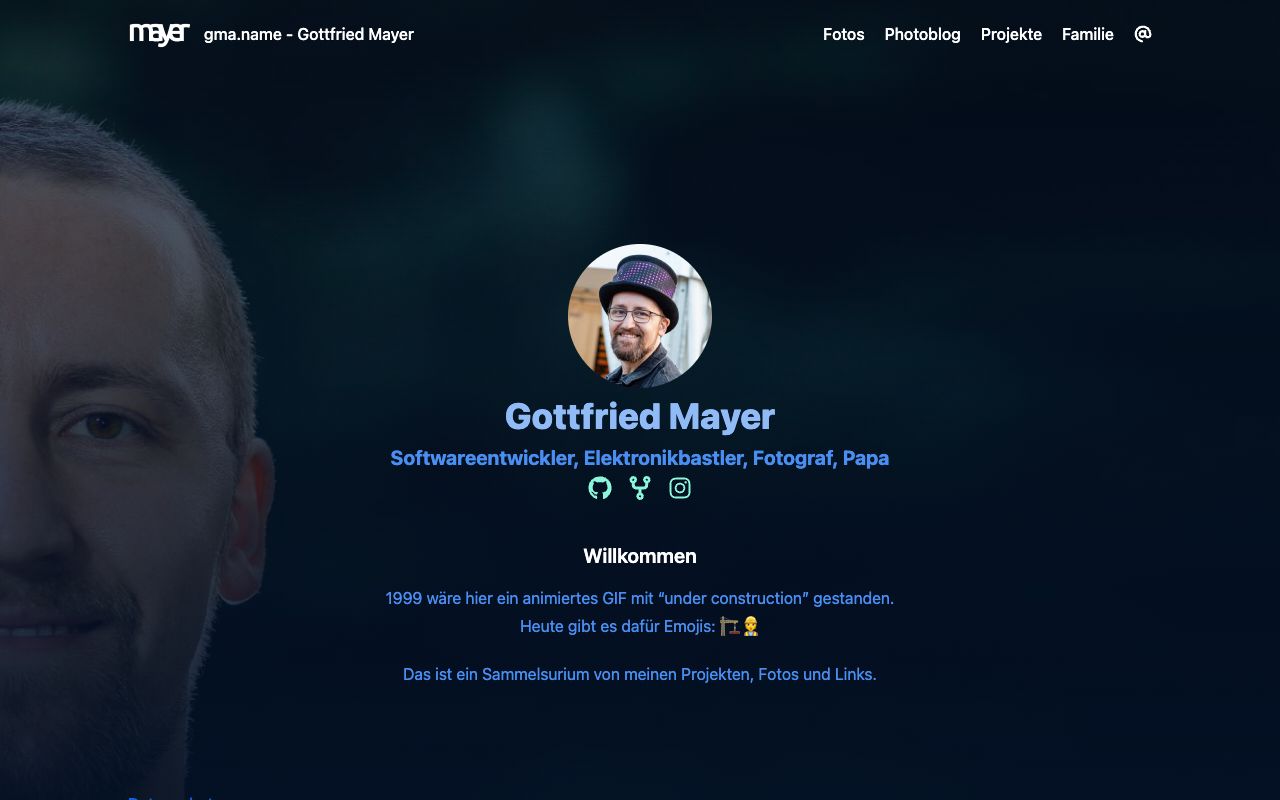 mayer gma.name - Gottfried Mayer Fotos Photoblog Projekte Familie @
Gottfried Mayer
Softwareentwickler, Elektronikbastler, Fotograf, Papa
Willkommen
1999 wäre hier ein animiertes GIF mit “under construction” gestanden.
Heute gibt es dafür Emojis: 🏗️👷
Das ist ein Sammelsurium von meinen Projekten, Fotos und Links.